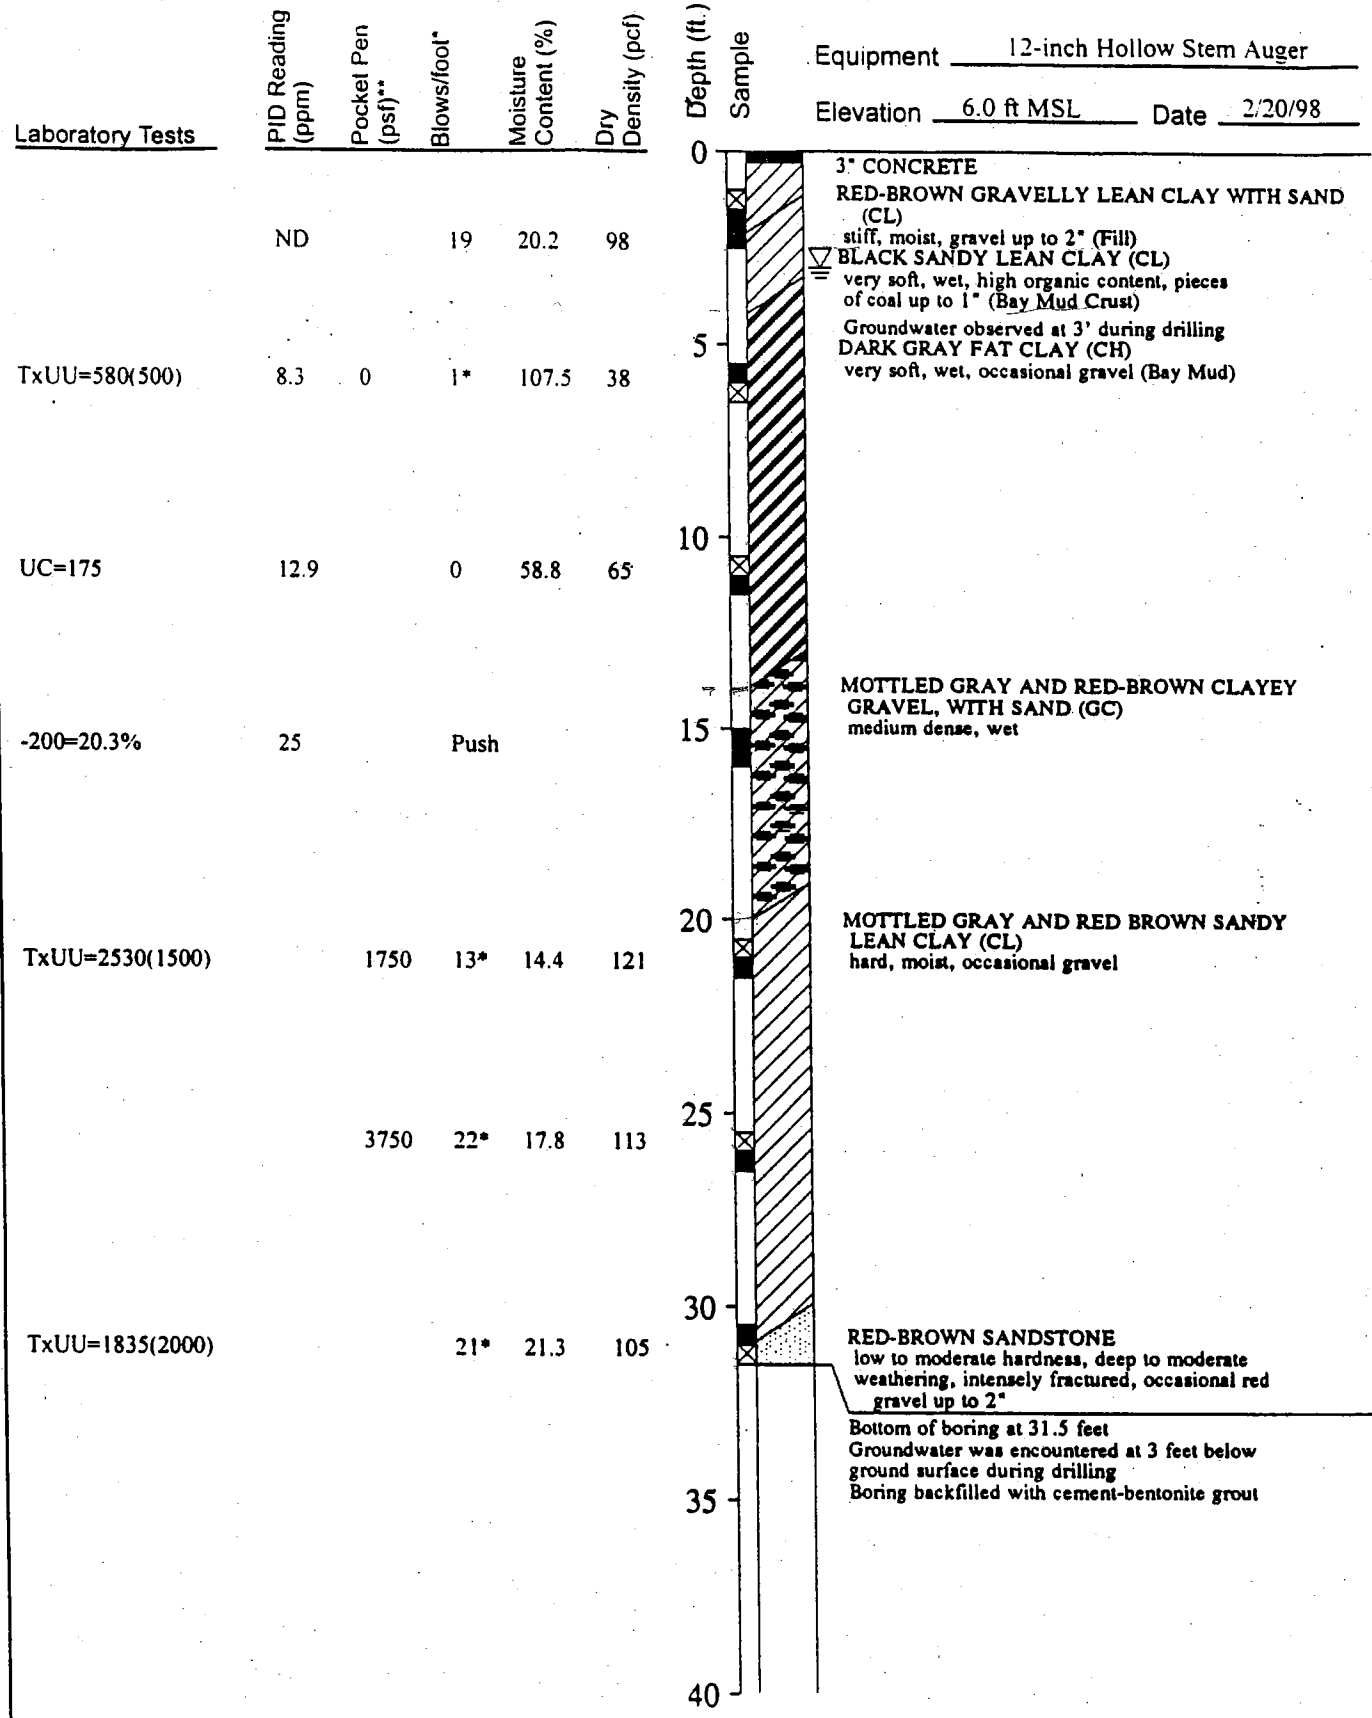 Laboratory Tests
PID Reading (ppm)
Pocket Pen (psf)**
Blows/foot*
Moisture Content (%)
Dry Density (pcf)
Depth (ft.)
Sample
Equipment 12-inch Hollow Stem Auger
Elevation 6.0 ft MSL Date 2/20/98
0
3" CONCRETE
RED-BROWN GRAVELLY LEAN CLAY WITH SAND
(CL)
stiff, moist, gravel up to 2" (Fill)
ND 19 20.2 98
BLACK SANDY LEAN CLAY (CL)
very soft, wet, high organic content, pieces
of coal up to 1" (Bay Mud Crust)
Groundwater observed at 3' during drilling
5
DARK GRAY FAT CLAY (CH)
very soft, wet, occasional gravel (Bay Mud)
TxUU=580(500) 8.3 0 1* 107.5 38
10
UC=175 12.9 0 58.8 65
MOTTLED GRAY AND RED-BROWN CLAYEY
GRAVEL, WITH SAND (GC)
medium dense, wet
15
-200=20.3% 25 Push
20
MOTTLED GRAY AND RED BROWN SANDY
LEAN CLAY (CL)
hard, moist, occasional gravel
TxUU=2530(1500) 1750 13* 14.4 121
25
3750 22* 17.8 113
30
RED-BROWN SANDSTONE
low to moderate hardness, deep to moderate
weathering, intensely fractured, occasional red
gravel up to 2"
TxUU=1835(2000) 21* 21.3 105
Bottom of boring at 31.5 feet
Groundwater was encountered at 3 feet below
ground surface during drilling
Boring backfilled with cement-bentonite grout
35
40